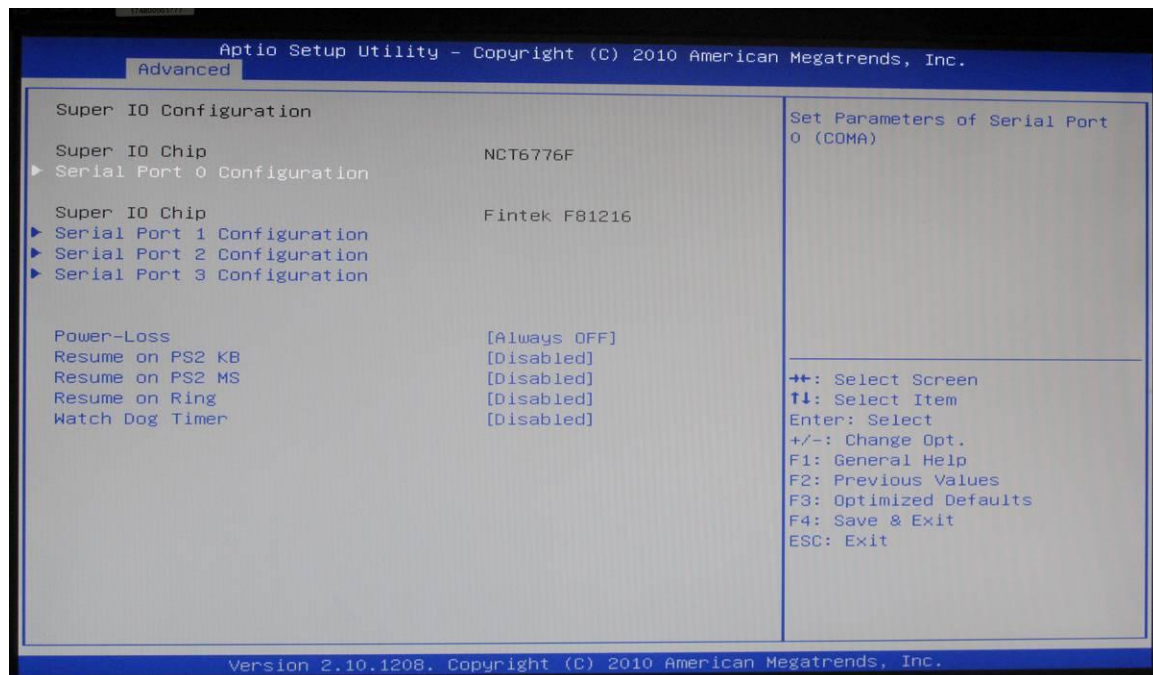 Aptio Setup Utility – Copyright (C) 2010 American Megatrends, Inc.
Advanced
Super IO Configuration
Super IO Chip NCT6776F
► Serial Port 0 Configuration
Super IO Chip Fintek F81216
► Serial Port 1 Configuration
► Serial Port 2 Configuration
► Serial Port 3 Configuration
Power-Loss [Always OFF]
Resume on PS2 KB [Disabled]
Resume on PS2 MS [Disabled]
Resume on Ring [Disabled]
Watch Dog Timer [Disabled]
Set Parameters of Serial Port
0 (COMA)
→←: Select Screen
↑↓: Select Item
Enter: Select
+/-: Change Opt.
F1: General Help
F2: Previous Values
F3: Optimized Defaults
F4: Save & Exit
ESC: Exit
Version 2.10.1208. Copyright (C) 2010 American Megatrends, Inc.